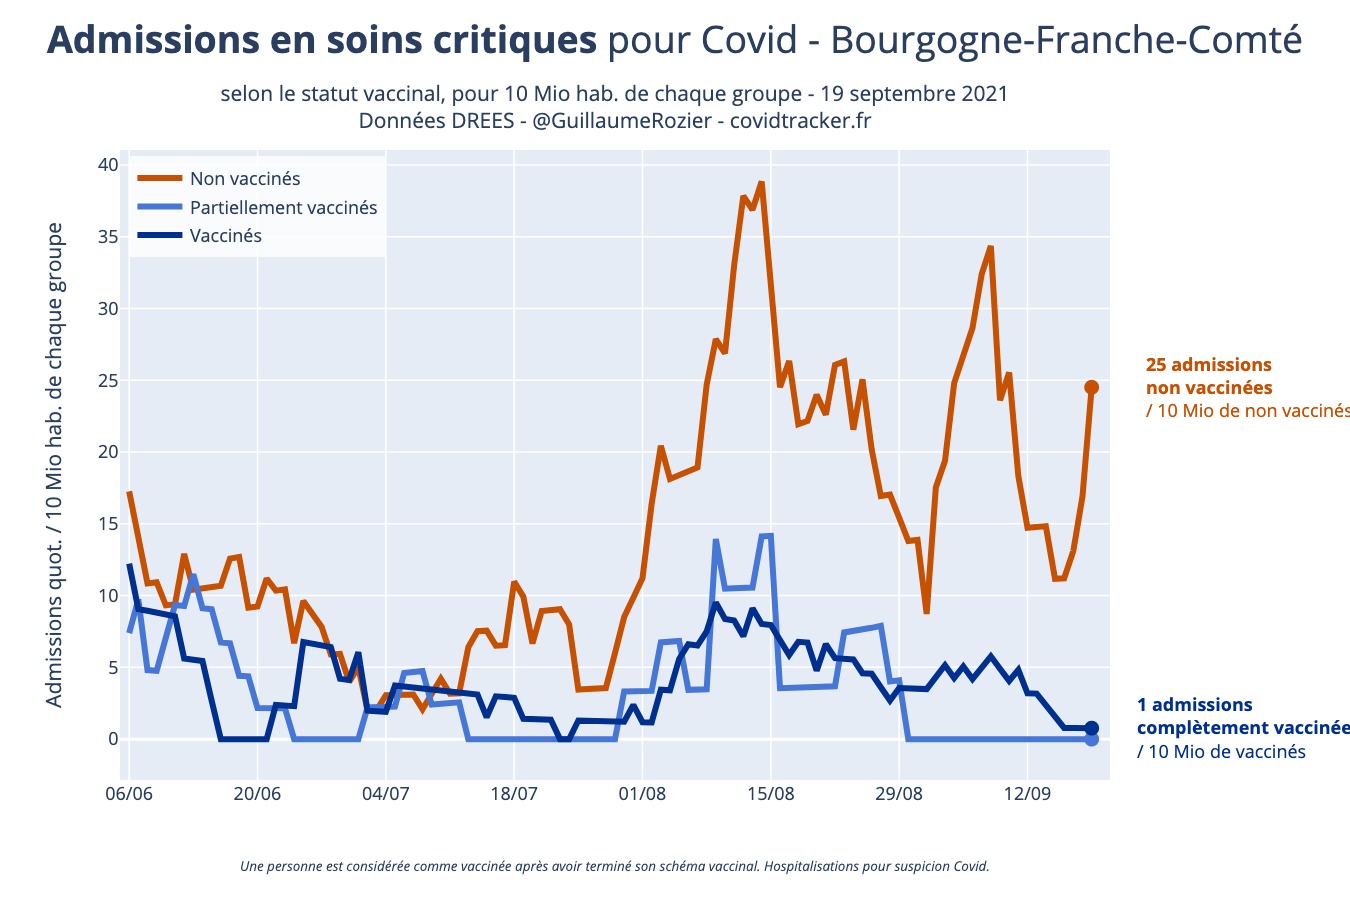 Admissions en soins critiques pour Covid - Bourgogne-Franche-Comté
selon le statut vaccinal, pour 10 Mio hab. de chaque groupe - 19 septembre 2021
Données DREES - @GuillaumeRozier - covidtracker.fr
Admissions quot. / 10 Mio hab. de chaque groupe
40
35
30
25
20
15
10
5
0
Non vaccinés
Partiellement vaccinés
Vaccinés
25 admissions
non vaccinées
/ 10 Mio de non vaccinés
1 admissions
complètement vaccinée
/ 10 Mio de vaccinés
06/06
20/06
04/07
18/07
01/08
15/08
29/08
12/09
Une personne est considérée comme vaccinée après avoir terminé son schéma vaccinal. Hospitalisations pour suspicion Covid.